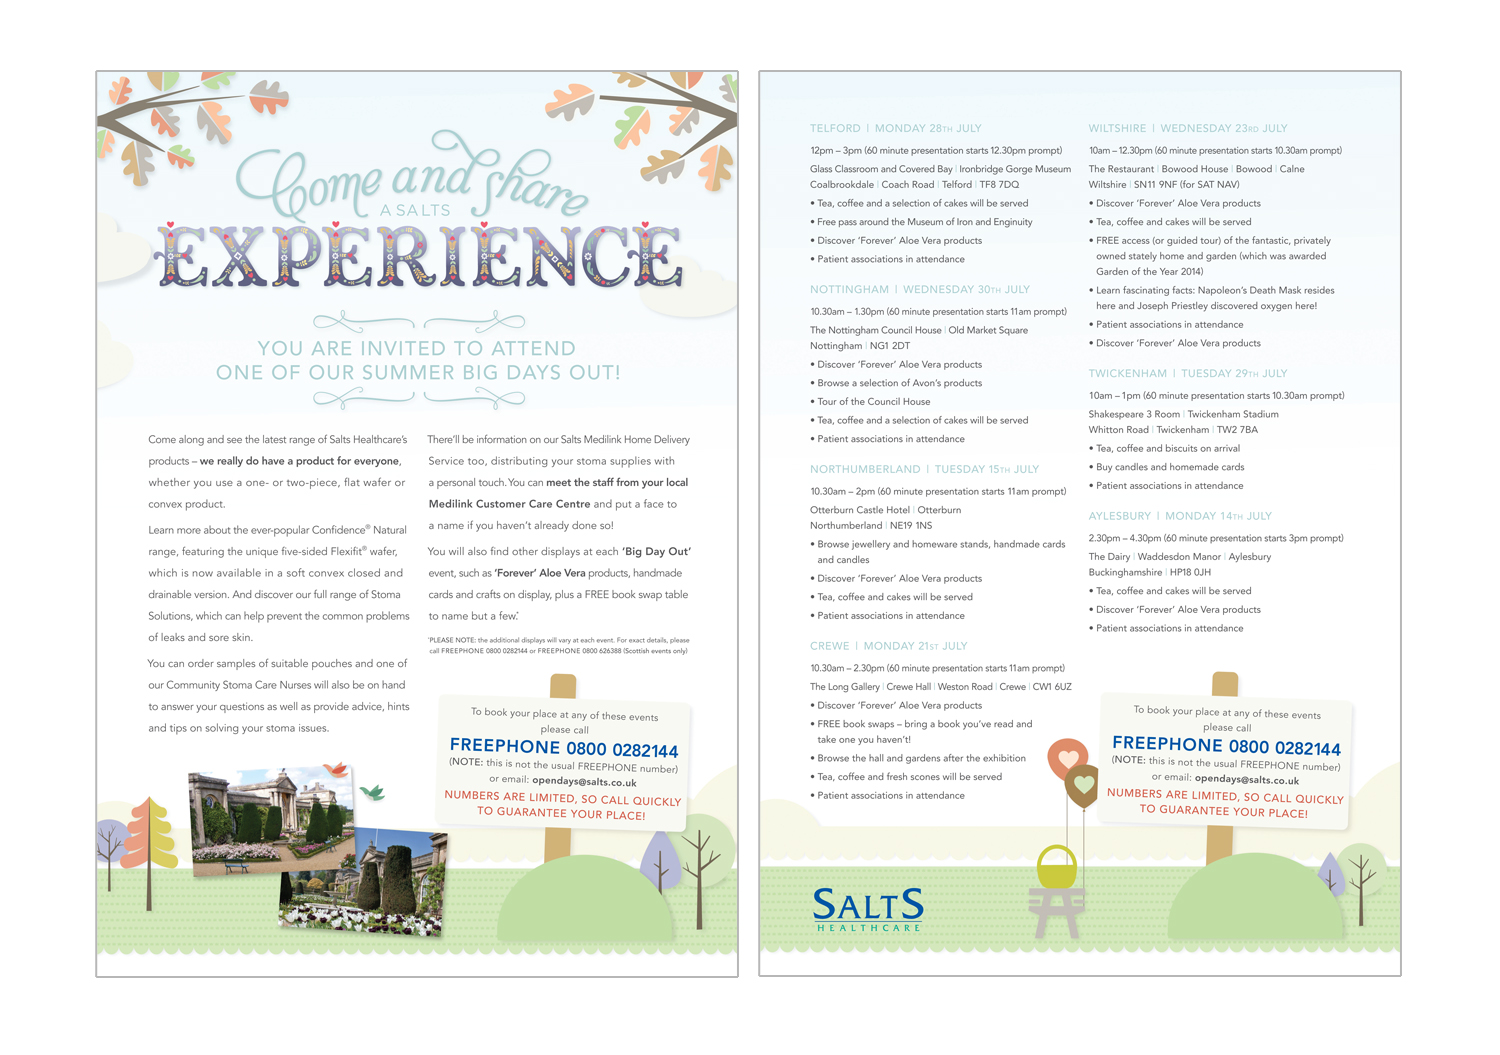 Come and share
A SALTS
EXPERIENCE
YOU ARE INVITED TO ATTEND
ONE OF OUR SUMMER BIG DAYS OUT!
Come along and see the latest range of Salts Healthcare's
products – we really do have a product for everyone,
whether you use a one- or two-piece, flat wafer or
convex product.
Learn more about the ever-popular Confidence® Natural
range, featuring the unique five-sided Flexifit® wafer,
which is now available in a soft convex closed and
drainable version. And discover our full range of Stoma
Solutions, which can help prevent the common problems
of leaks and sore skin.
You can order samples of suitable pouches and one of
our Community Stoma Care Nurses will also be on hand
to answer your questions as well as provide advice, hints
and tips on solving your stoma issues.
There'll be information on our Salts Medilink Home Delivery
Service too, distributing your stoma supplies with
a personal touch. You can meet the staff from your local
Medilink Customer Care Centre and put a face to
a name if you haven't already done so!
You will also find other displays at each 'Big Day Out'
event, such as 'Forever' Aloe Vera products, handmade
cards and crafts on display, plus a FREE book swap table
to name but a few.*
*PLEASE NOTE: the additional displays will vary at each event. For exact details, please
call FREEPHONE 0800 0282144 or FREEPHONE 0800 626388 (Scottish events only)
To book your place at any of these events
please call
FREEPHONE 0800 0282144
(NOTE: this is not the usual FREEPHONE number)
or email: opendays@salts.co.uk
NUMBERS ARE LIMITED, SO CALL QUICKLY
TO GUARANTEE YOUR PLACE!
TELFORD | MONDAY 28TH JULY
12pm – 3pm (60 minute presentation starts 12.30pm prompt)
Glass Classroom and Covered Bay | Ironbridge Gorge Museum
Coalbrookdale | Coach Road | Telford | TF8 7DQ
• Tea, coffee and a selection of cakes will be served
• Free pass around the Museum of Iron and Enginuity
• Discover 'Forever' Aloe Vera products
• Patient associations in attendance
NOTTINGHAM | WEDNESDAY 30TH JULY
10.30am – 1.30pm (60 minute presentation starts 11am prompt)
The Nottingham Council House | Old Market Square
Nottingham | NG1 2DT
• Discover 'Forever' Aloe Vera products
• Browse a selection of Avon's products
• Tour of the Council House
• Tea, coffee and a selection of cakes will be served
• Patient associations in attendance
NORTHUMBERLAND | TUESDAY 15TH JULY
10.30am – 2pm (60 minute presentation starts 11am prompt)
Otterburn Castle Hotel | Otterburn
Northumberland | NE19 1NS
• Browse jewellery and homeware stands, handmade cards
and candles
• Discover 'Forever' Aloe Vera products
• Tea, coffee and cakes will be served
• Patient associations in attendance
CREWE | MONDAY 21ST JULY
10.30am – 2.30pm (60 minute presentation starts 11am prompt)
The Long Gallery | Crewe Hall | Weston Road | Crewe | CW1 6UZ
• Discover 'Forever' Aloe Vera products
• FREE book swaps – bring a book you've read and
take one you haven't!
• Browse the hall and gardens after the exhibition
• Tea, coffee and fresh scones will be served
• Patient associations in attendance
WILTSHIRE | WEDNESDAY 23RD JULY
10am – 12.30pm (60 minute presentation starts 10.30am prompt)
The Restaurant | Bowood House | Bowood | Calne
Wiltshire | SN11 9NF (for SAT NAV)
• Discover 'Forever' Aloe Vera products
• Tea, coffee and cakes will be served
• FREE access (or guided tour) of the fantastic, privately
owned stately home and garden (which was awarded
Garden of the Year 2014)
• Learn fascinating facts: Napoleon's Death Mask resides
here and Joseph Priestley discovered oxygen here!
• Patient associations in attendance
• Discover 'Forever' Aloe Vera products
TWICKENHAM | TUESDAY 29TH JULY
10am – 1pm (60 minute presentation starts 10.30am prompt)
Shakespeare 3 Room | Twickenham Stadium
Whitton Road | Twickenham | TW2 7BA
• Tea, coffee and biscuits on arrival
• Buy candles and homemade cards
• Patient associations in attendance
AYLESBURY | MONDAY 14TH JULY
2.30pm – 4.30pm (60 minute presentation starts 3pm prompt)
The Dairy | Waddesdon Manor | Aylesbury
Buckinghamshire | HP18 0JH
• Tea, coffee and cakes will be served
• Discover 'Forever' Aloe Vera products
• Patient associations in attendance
To book your place at any of these events
please call
FREEPHONE 0800 0282144
(NOTE: this is not the usual FREEPHONE number)
or email: opendays@salts.co.uk
NUMBERS ARE LIMITED, SO CALL QUICKLY
TO GUARANTEE YOUR PLACE!
SALTS
HEALTHCARE